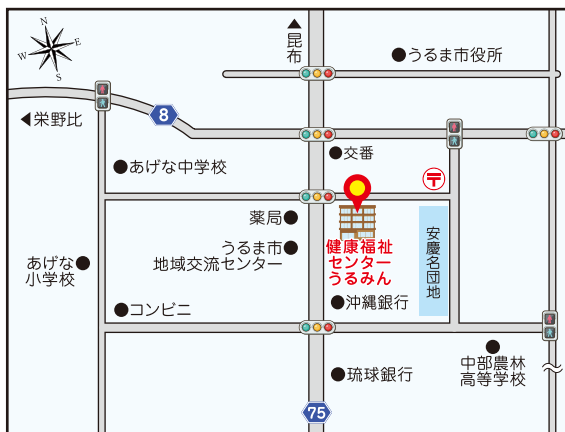 N
W
E
S
昆布
うるま市役所
栄野比
8
交番
あげな中学校
〒
薬局
うるま市
地域交流センター
健康福祉
センター
うるみん
安慶名団地
あげな
小学校
コンビニ
沖縄銀行
中部農林
高等学校
琉球銀行
75